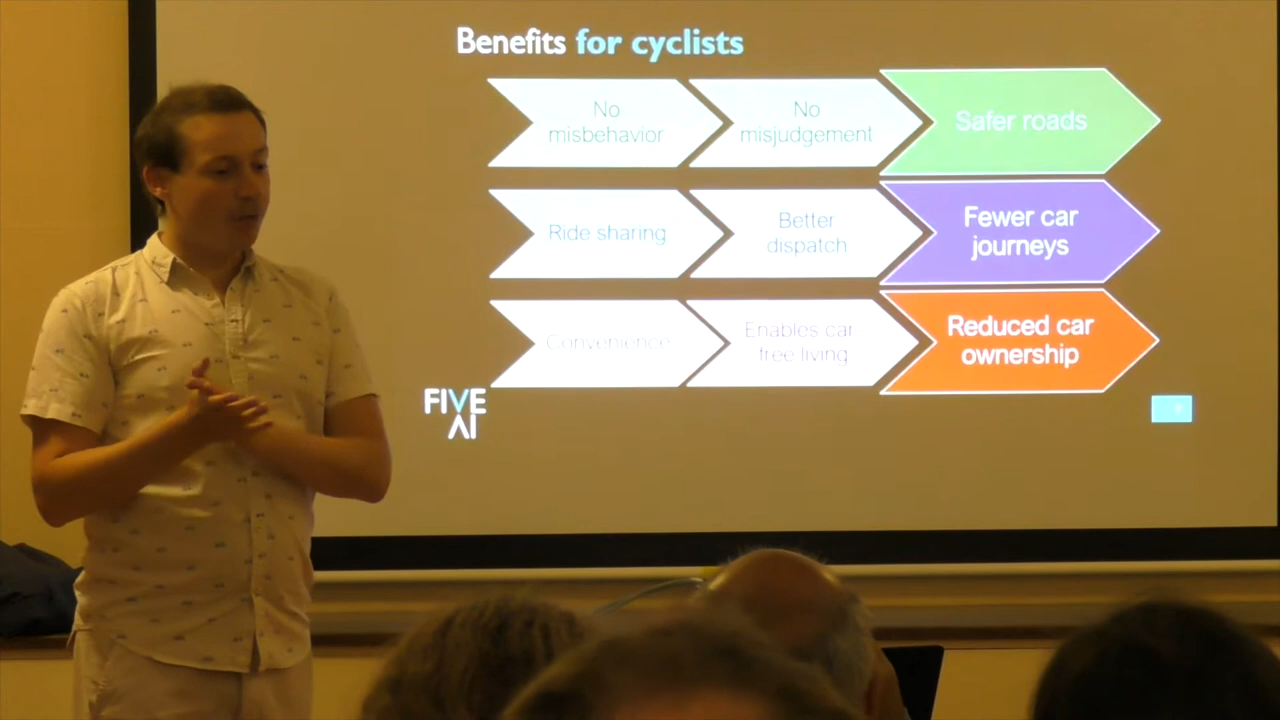 Benefits for cyclists
No
misbehavior
No
misjudgement
Safer roads
Ride sharing
Better
dispatch
Fewer car
journeys
Convenience
Enables car
free living
Reduced car
ownership
FIVE
AI